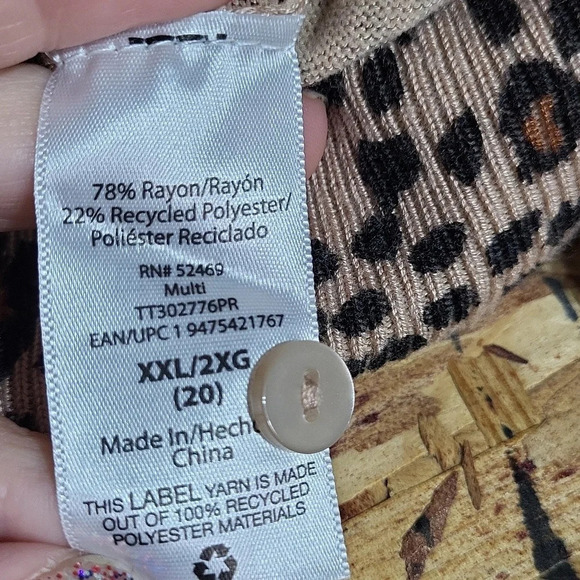 78% Rayon/Rayón
22% Recycled Polyester/
Poliéster Reciclado
RN# 52469
Multi
TT302776PR
EAN/UPC 1 9475421767
XXL/2XG
(20)
Made In/Hech
China
THIS LABEL YARN IS MADE
OUT OF 100% RECYCLED
POLYESTER MATERIALS